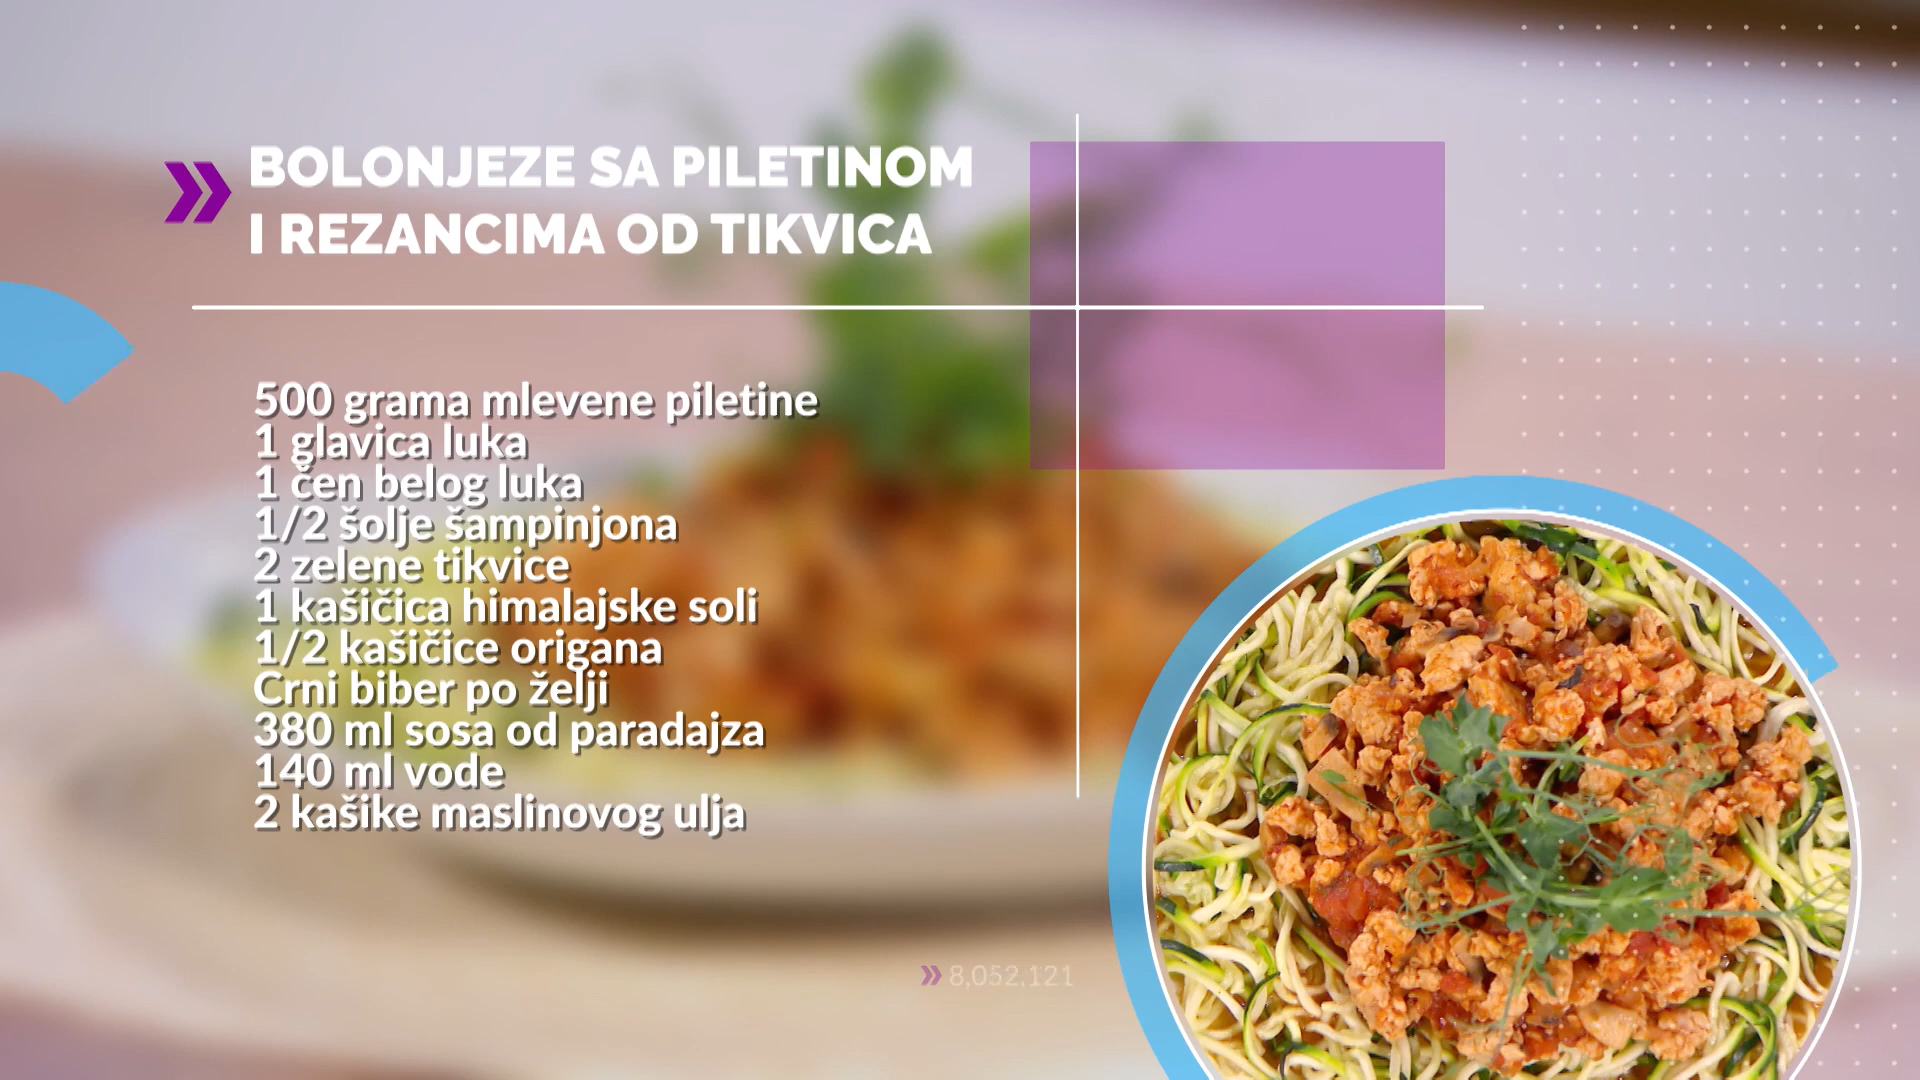 BOLONJEZE SA PILETINOM
I REZANCIMA OD TIKVICA
500 grama mlevene piletine
1 glavica luka
1 čen belog luka
1/2 šolje šampinjona
2 zelene tikvice
1 kašičica himalajske soli
1/2 kašičice origana
Crni biber po želji
380 ml sosa od paradajza
140 ml vode
2 kašike maslinovog ulja
8,052,121